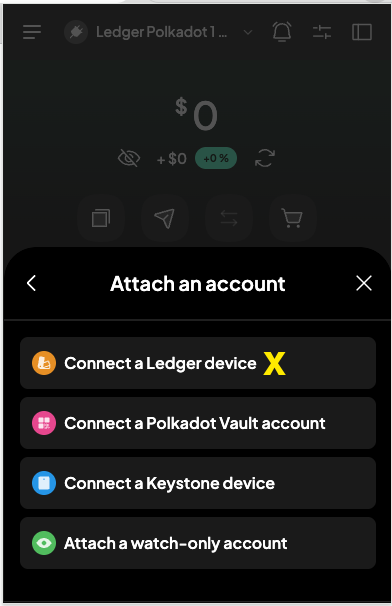 Ledger Polkadot 1 ...
$0
+ $0 +0 %
Attach an account
Connect a Ledger device X
Connect a Polkadot Vault account
Connect a Keystone device
Attach a watch-only account